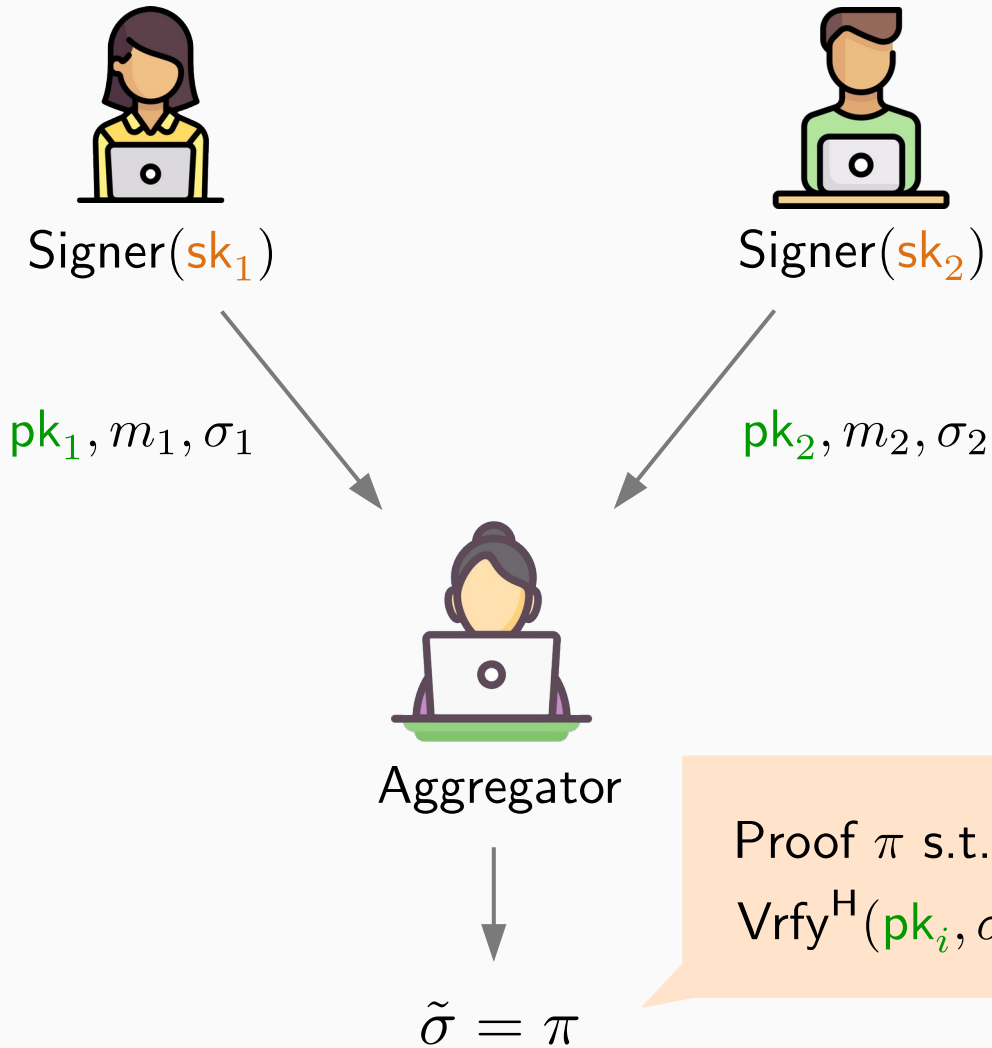 Signer(sk₁)
Signer(sk₂)
pk₁, m₁, σ₁
pk₂, m₂, σ₂
Aggregator
Proof π s.t.
Vrfyᴴ(pkᵢ, σ
σ̃ = π